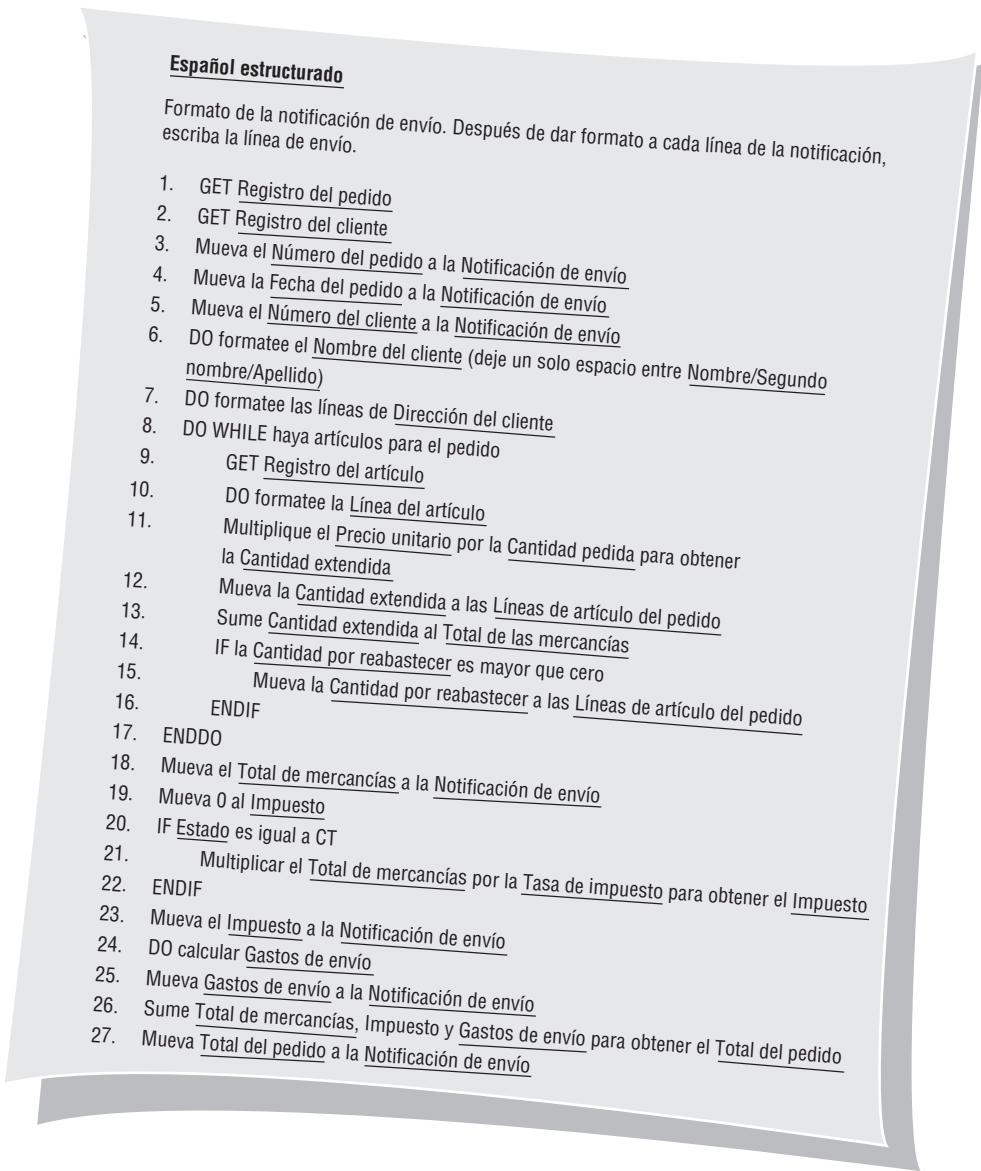 Español estructurado
Formato de la notificación de envío. Después de dar formato a cada línea de la notificación,
escriba la línea de envío.
1. GET Registro del pedido
2. GET Registro del cliente
3. Mueva el Número del pedido a la Notificación de envío
4. Mueva la Fecha del pedido a la Notificación de envío
5. Mueva el Número del cliente a la Notificación de envío
6. DO formatee el Nombre del cliente (deje un solo espacio entre Nombre/Segundo
nombre/Apellido)
7. DO formatee las líneas de Dirección del cliente
8. DO WHILE haya artículos para el pedido
9. GET Registro del artículo
10. DO formatee la Línea del artículo
11. Multiplique el Precio unitario por la Cantidad pedida para obtener
la Cantidad extendida
12. Mueva la Cantidad extendida a las Líneas de artículo del pedido
13. Sume Cantidad extendida al Total de las mercancías
14. IF la Cantidad por reabastecer es mayor que cero
15. Mueva la Cantidad por reabastecer a las Líneas de artículo del pedido
16. ENDIF
17. ENDDO
18. Mueva el Total de mercancías a la Notificación de envío
19. Mueva 0 al Impuesto
20. IF Estado es igual a CT
21. Multiplicar el Total de mercancías por la Tasa de impuesto para obtener el Impuesto
22. ENDIF
23. Mueva el Impuesto a la Notificación de envío
24. DO calcular Gastos de envío
25. Mueva Gastos de envío a la Notificación de envío
26. Sume Total de mercancías, Impuesto y Gastos de envío para obtener el Total del pedido
27. Mueva Total del pedido a la Notificación de envío